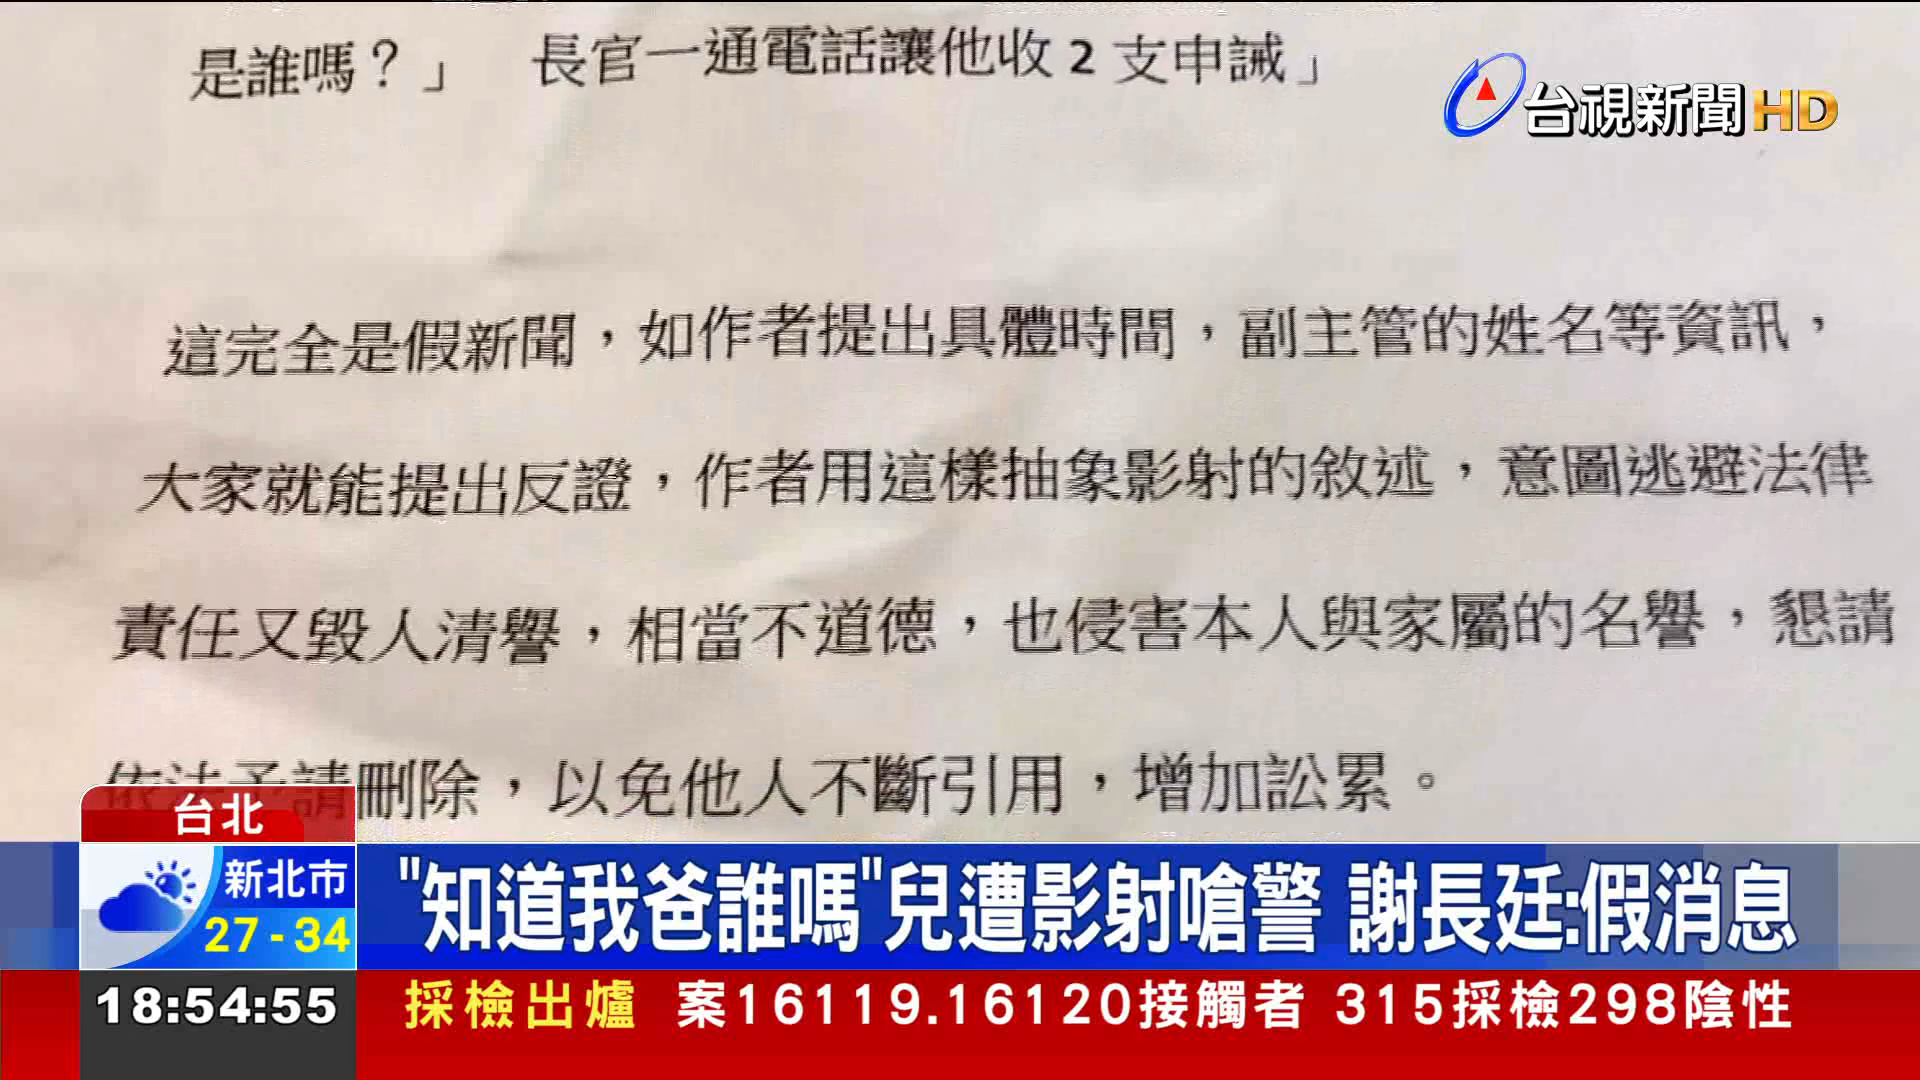 是誰嗎？」 長官一通電話讓他收2支申誡」
台視新聞HD
這完全是假新聞，如作者提出具體時間，副主管的姓名等資訊，
大家就能提出反證，作者用這樣抽象影射的敘述，意圖逃避法律
責任又毀人清譽，相當不道德，也侵害本人與家屬的名譽，懇請
依法予請刪除，以免他人不斷引用，增加訟累。
台北
新北市
27-34
"知道我爸誰嗎"兒遭影射嗆警 謝長廷:假消息
18:54:55
採檢出爐 案16119.16120接觸者 315採檢298陰性